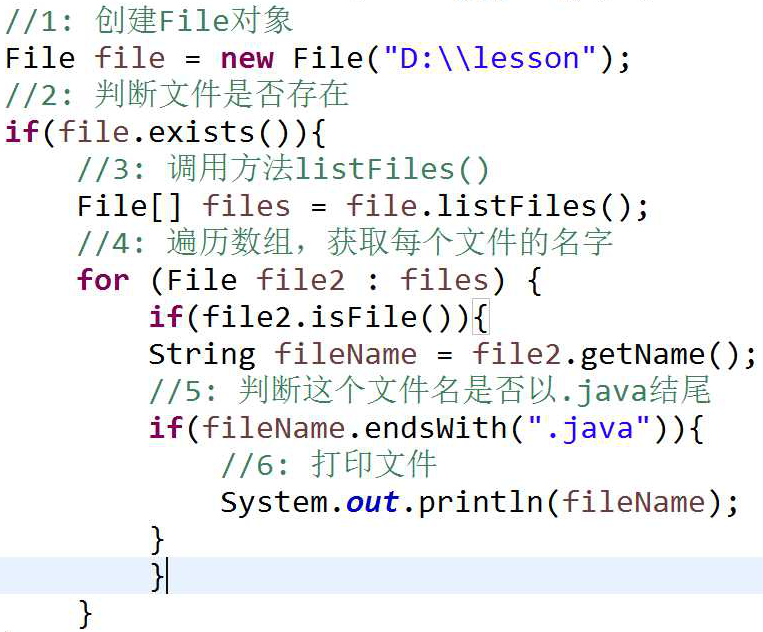 //1: 创建File对象
File file = new File("D:\\lesson");
//2: 判断文件是否存在
if(file.exists()){
    //3: 调用方法listFiles()
    File[] files = file.listFiles();
    //4: 遍历数组，获取每个文件的名字
    for (File file2 : files) {
        if(file2.isFile()){
        String fileName = file2.getName();
        //5: 判断这个文件名是否以.java结尾
        if(fileName.endsWith(".java")){
            //6: 打印文件
            System.out.println(fileName);
        }
        }
    }